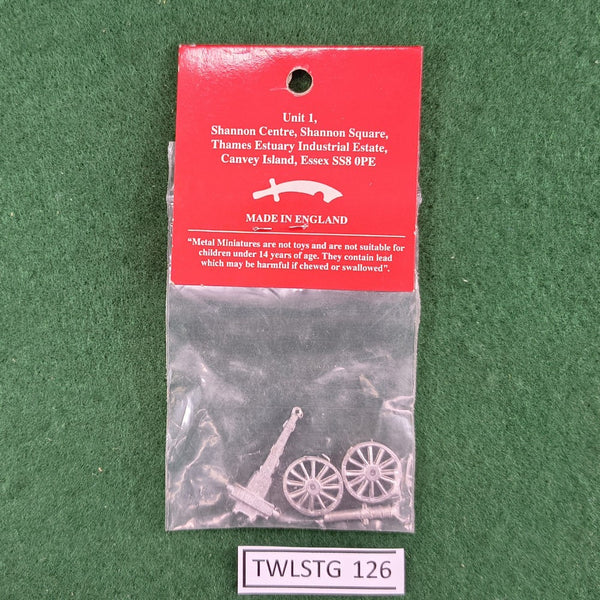 Unit 1,
Shannon Centre, Shannon Square,
Thames Estuary Industrial Estate,
Canvey Island, Essex SS8 0PE
MADE IN ENGLAND
“Metal Miniatures are not toys and are not suitable for
children under 14 years of age. They contain lead
which may be harmful if chewed or swallowed”.
TWLSTG 126